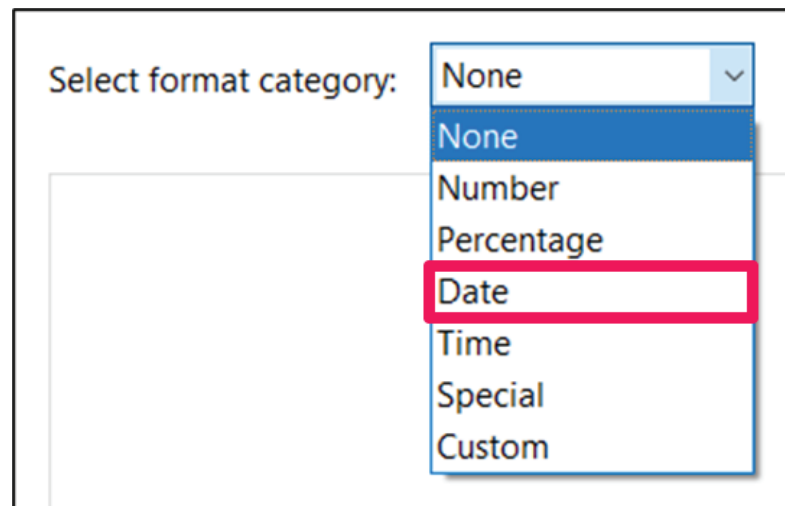 Select format category: None
None
Number
Percentage
Date
Time
Special
Custom